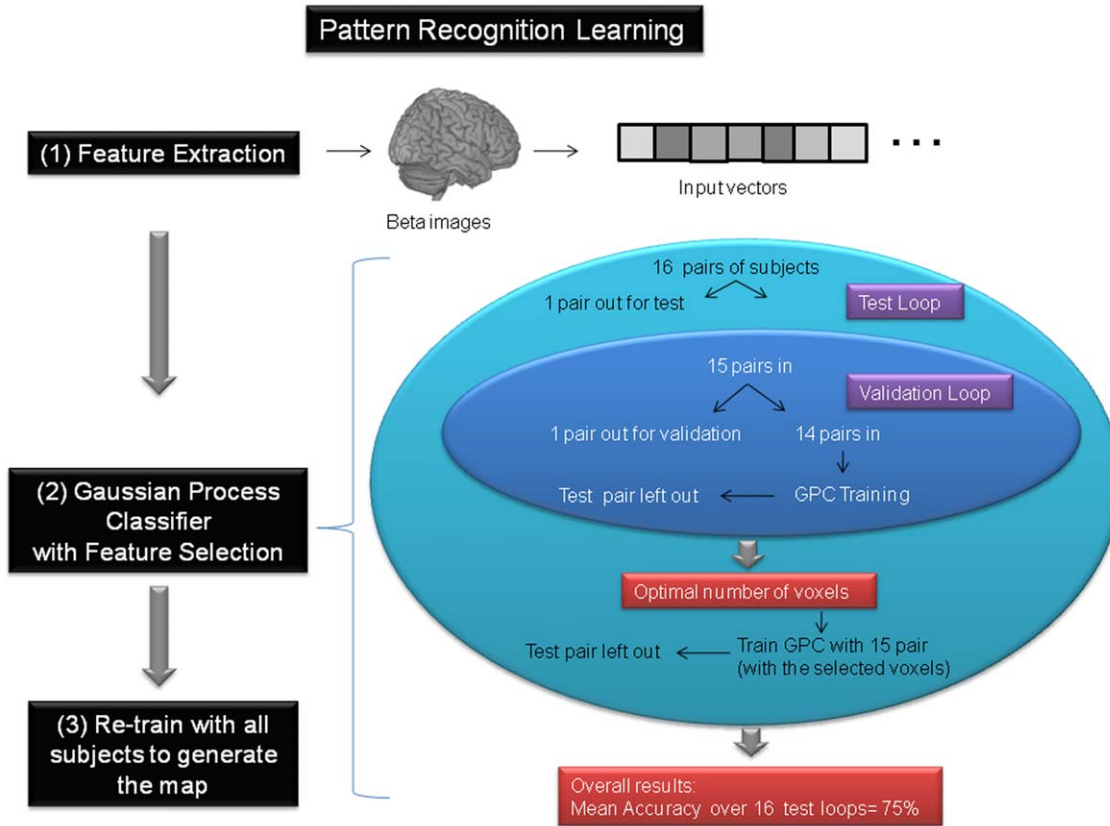 Pattern Recognition Learning
(1) Feature Extraction
Beta images
Input vectors
...
16 pairs of subjects
1 pair out for test
Test Loop
15 pairs in
Validation Loop
1 pair out for validation
14 pairs in
Test pair left out
GPC Training
(2) Gaussian Process
Classifier
with Feature Selection
Optimal number of voxels
Test pair left out
Train GPC with 15 pair
(with the selected voxels)
(3) Re-train with all
subjects to generate
the map
Overall results:
Mean Accuracy over 16 test loops= 75%